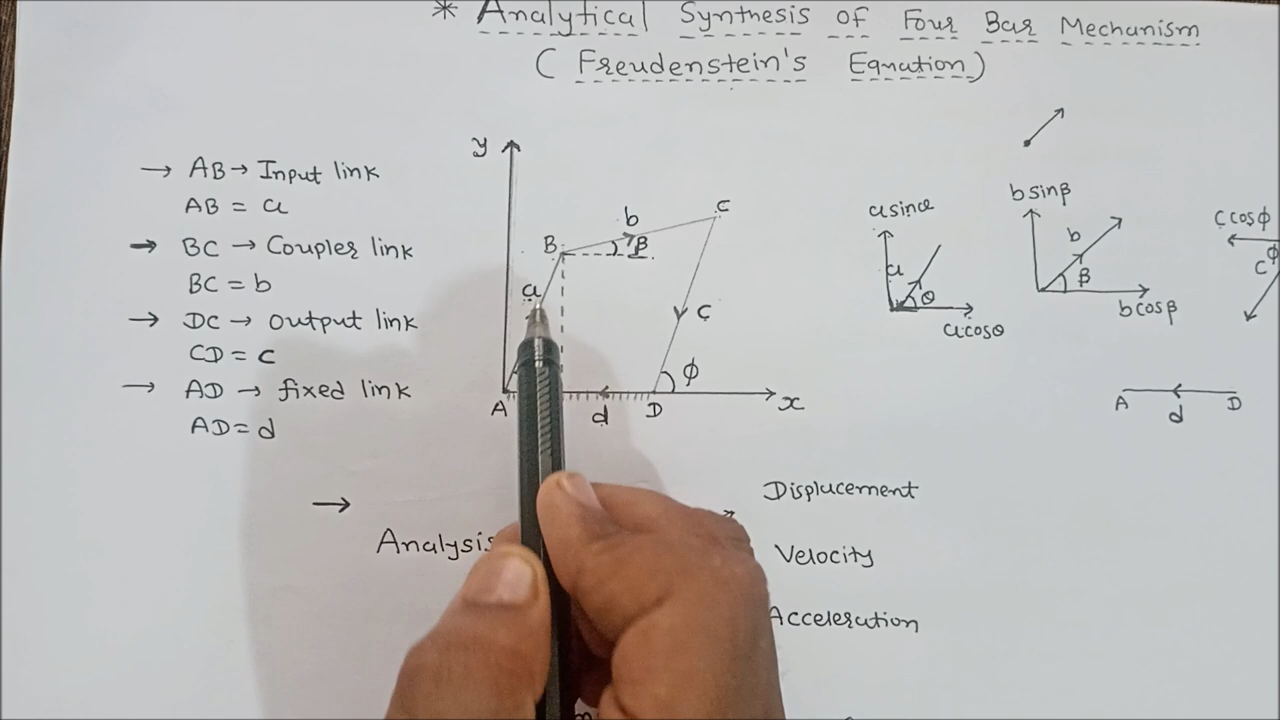 * Analytical Synthesis of Four Bar Mechanism
( Freudenstein's Equation)
→ AB → Input link
AB = a
→ BC → Coupler link
BC = b
→ DC → output link
CD = c
→ AD → fixed link
AD = d
y
B
b
β
C
a
c
A
d
D
ϕ
x
a sinα
a
θ
a cosθ
b sinβ
b
β
b cosβ
c cosϕ
c
ϕ
A
d
D
→
Analysis
Displacement
Velocity
Acceleration